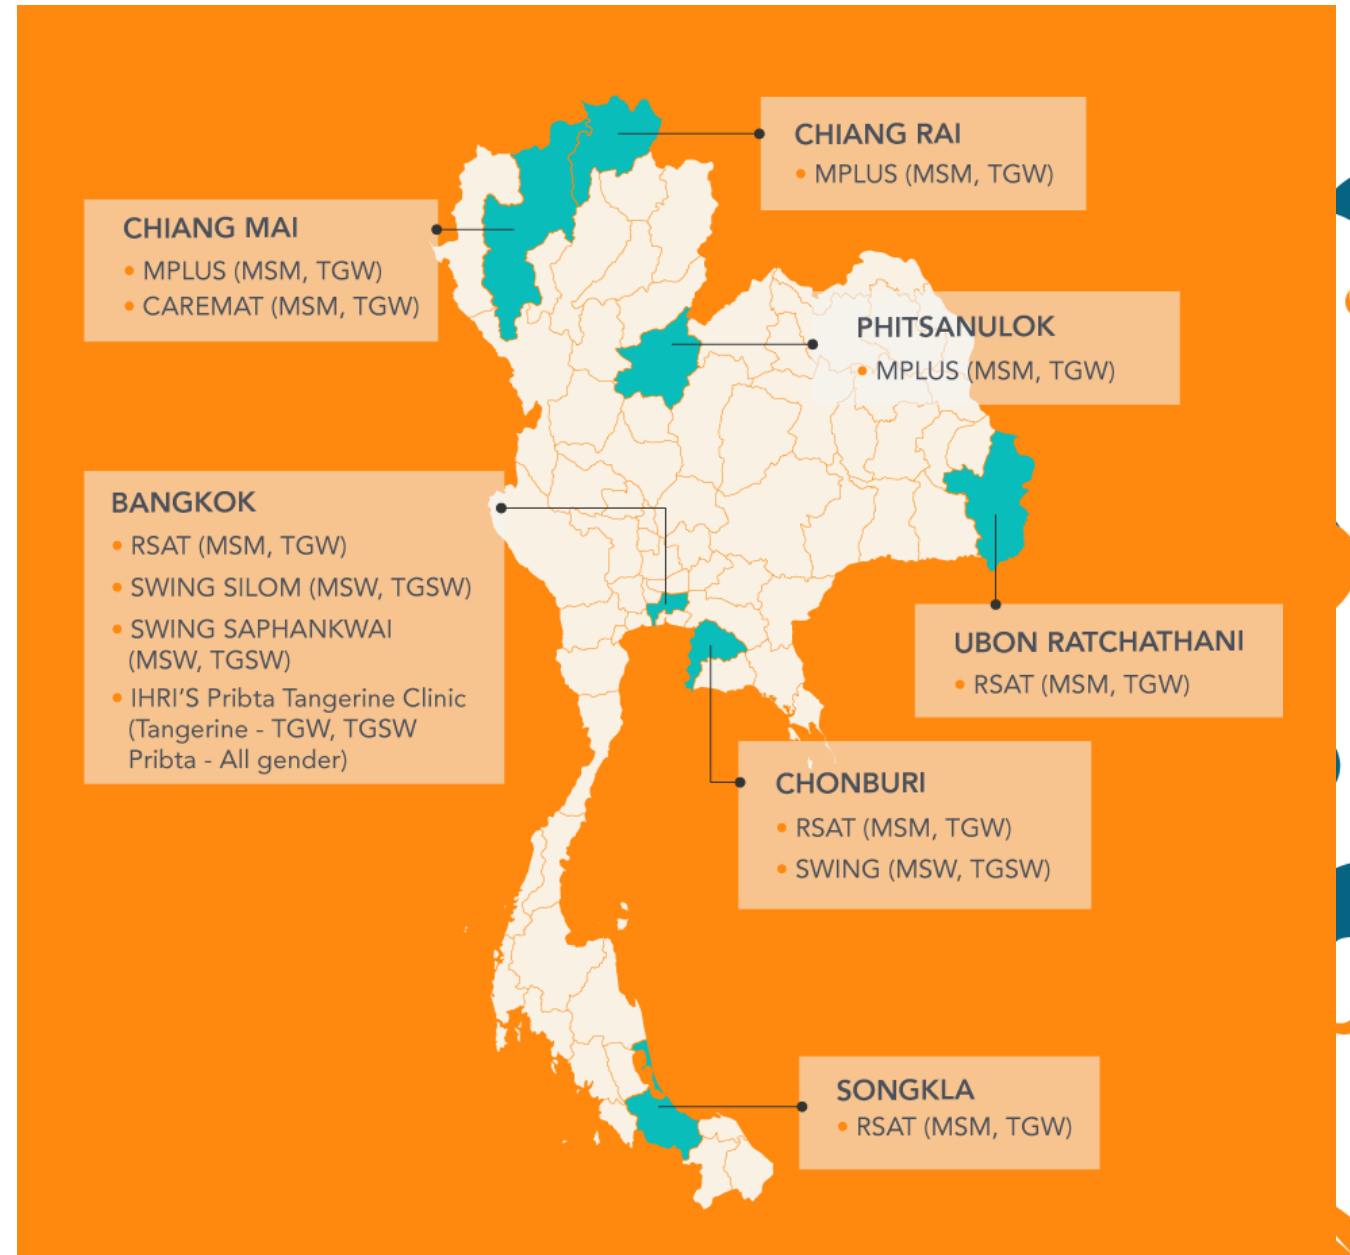 CHIANG RAI
• MPLUS (MSM, TGW)
CHIANG MAI
• MPLUS (MSM, TGW)
• CAREMAT (MSM, TGW)
PHITSANULOK
• MPLUS (MSM, TGW)
BANGKOK
• RSAT (MSM, TGW)
• SWING SILOM (MSW, TGSW)
• SWING SAPHANKWAI
(MSW, TGSW)
• IHRI'S Pribta Tangerine Clinic
(Tangerine - TGW, TGSW
Pribta - All gender)
UBON RATCHATHANI
• RSAT (MSM, TGW)
CHONBURI
• RSAT (MSM, TGW)
• SWING (MSW, TGSW)
SONGKLA
• RSAT (MSM, TGW)